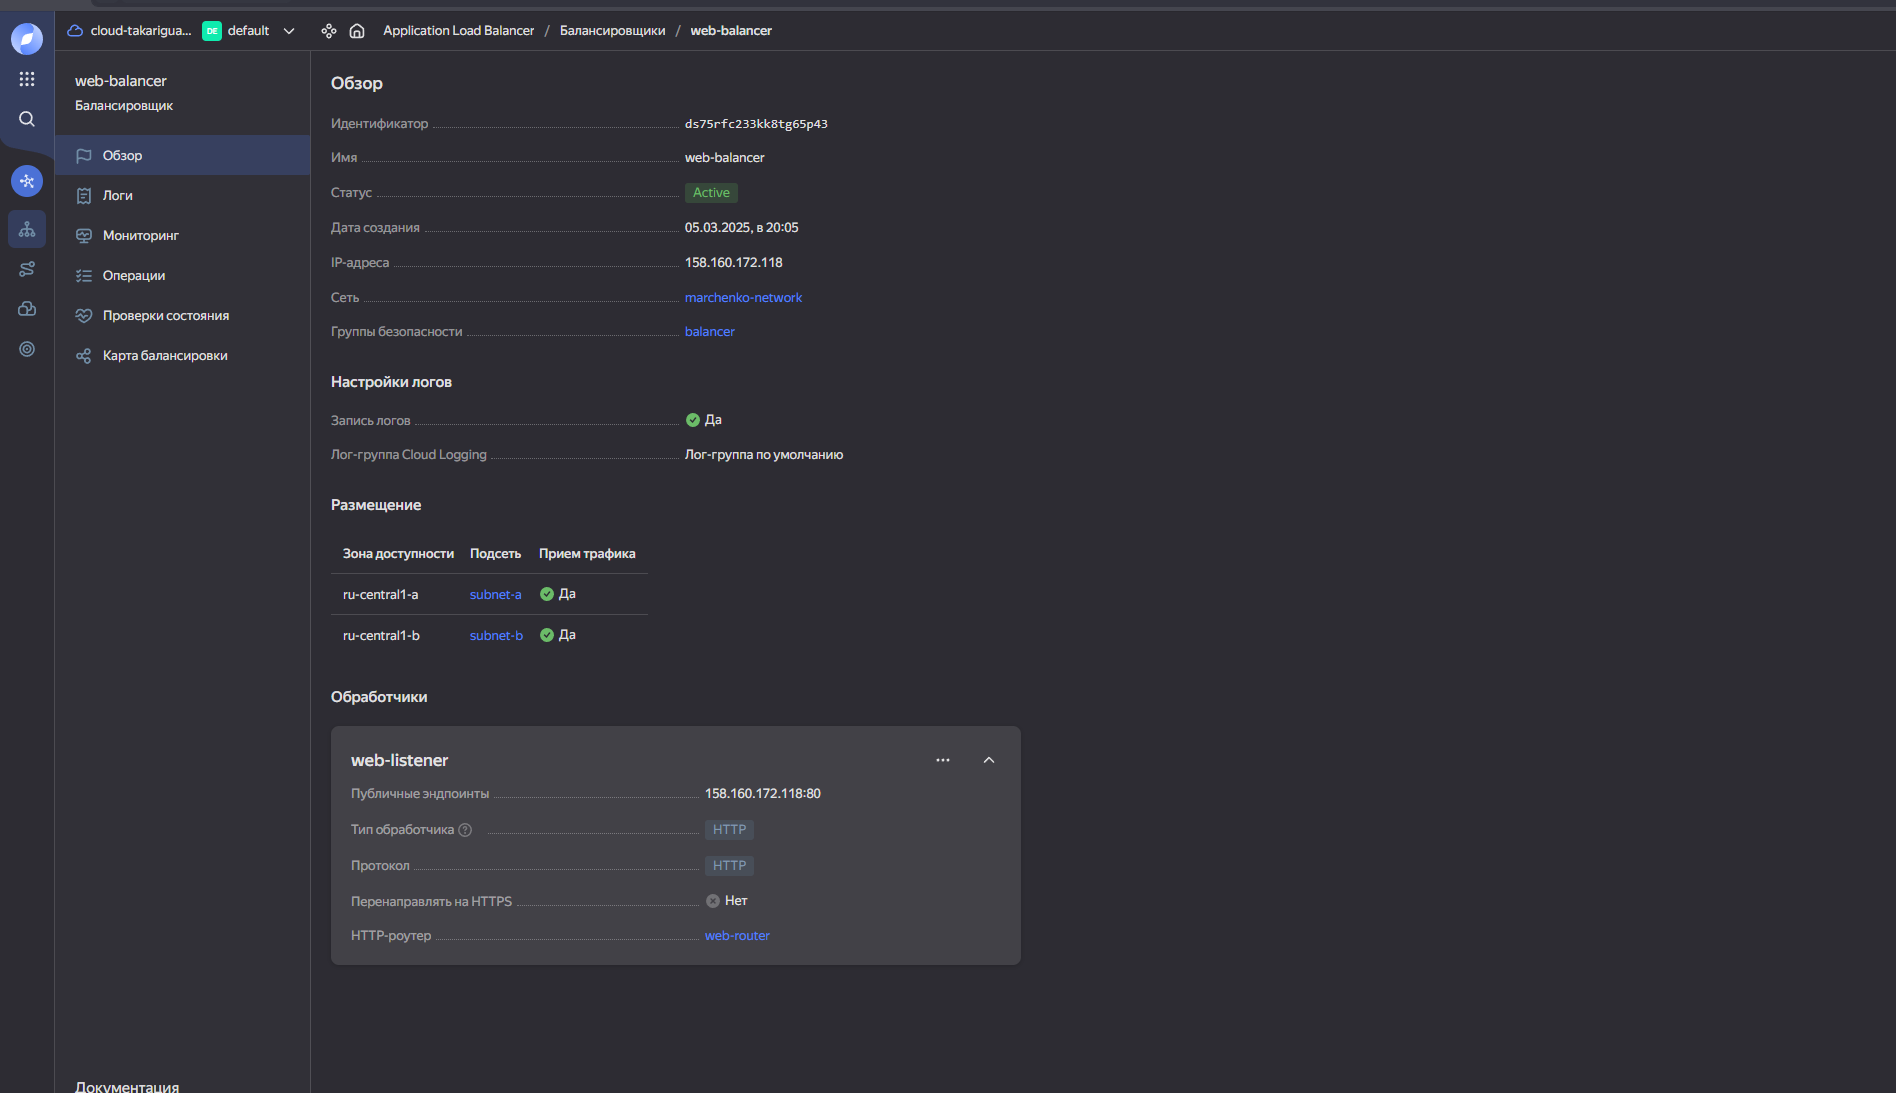 cloud-takarigua...
DE
default
Application Load Balancer / Балансировщики / web-balancer
web-balancer
Балансировщик
Обзор
Логи
Мониторинг
Операции
Проверки состояния
Карта балансировки
Документация
Обзор
Идентификатор ds75rfc233kk8tg65p43
Имя web-balancer
Статус Active
Дата создания 05.03.2025, в 20:05
IP-адреса 158.160.172.118
Сеть marchenko-network
Группы безопасности balancer
Настройки логов
Запись логов Да
Лог-группа Cloud Logging Лог-группа по умолчанию
Размещение
Зона доступности Подсеть Прием трафика
ru-central1-a subnet-a Да
ru-central1-b subnet-b Да
Обработчики
web-listener
Публичные эндпоинты 158.160.172.118:80
Тип обработчика ? HTTP
Протокол HTTP
Перенаправлять на HTTPS Нет
HTTP-роутер web-router